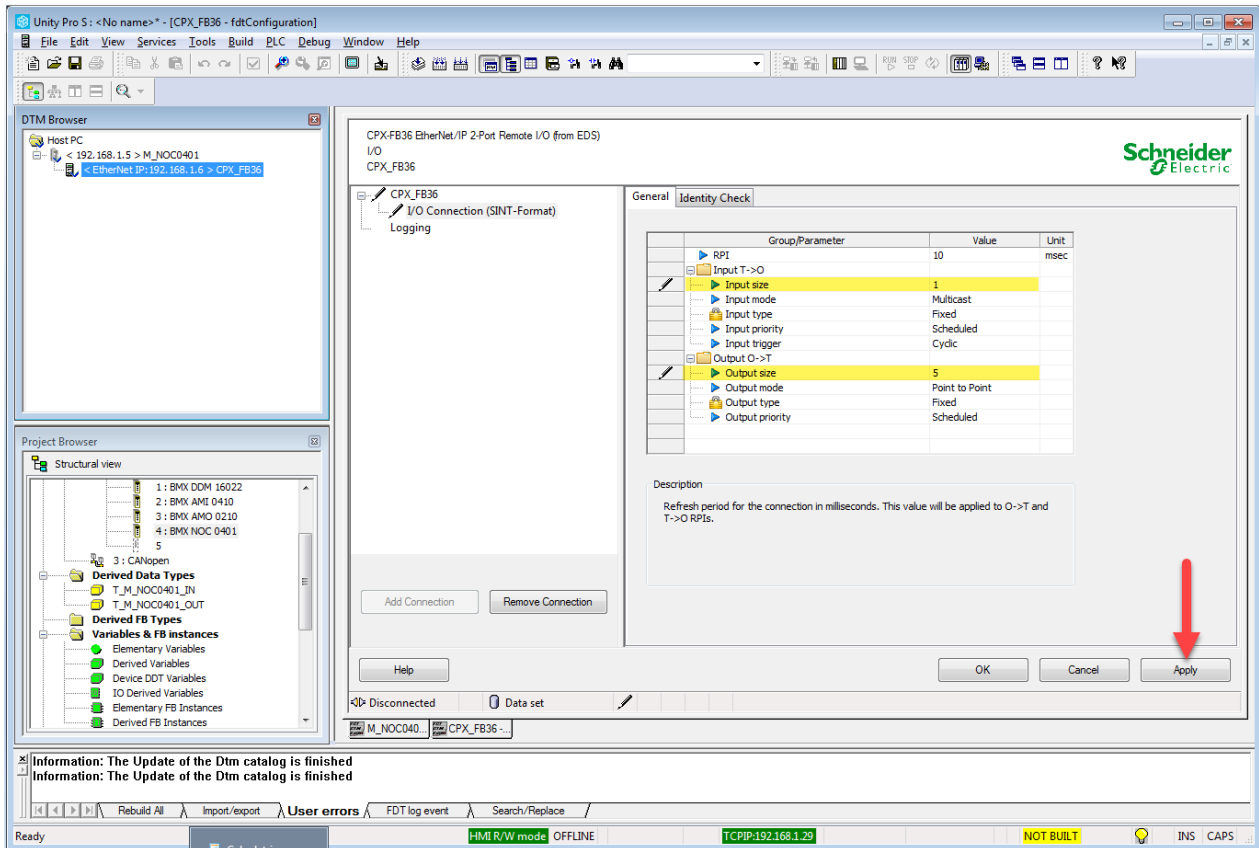 Unity Pro S : <No name>* - [CPX_FB36 - fdtConfiguration]
File Edit View Services Tools Build PLC Debug Window Help
RUN STOP
DTM Browser
Host PC
< 192.168.1.5 > M_NOC0401
< EtherNet IP:192.168.1.6 > CPX_FB36
Project Browser
Structural view
1 : BMX DDM 16022
2 : BMX AMI 0410
3 : BMX AMO 0210
4 : BMX NOC 0401
5
3 : CANopen
Derived Data Types
T_M_NOC0401_IN
T_M_NOC0401_OUT
Derived FB Types
Variables & FB instances
Elementary Variables
Derived Variables
Device DDT Variables
IO Derived Variables
Elementary FB Instances
Derived FB Instances
CPX-FB36 EtherNet/IP 2-Port Remote I/O (from EDS)
I/O
CPX_FB36
Schneider
Electric
CPX_FB36
I/O Connection (SINT-Format)
Logging
Add Connection Remove Connection
General Identity Check
Group/Parameter Value Unit
RPI 10 msec
Input T->O
Input size 1
Input mode Multicast
Input type Fixed
Input priority Scheduled
Input trigger Cyclic
Output O->T
Output size 5
Output mode Point to Point
Output type Fixed
Output priority Scheduled
Description
Refresh period for the connection in milliseconds. This value will be applied to O->T and
T->O RPIs.
Help OK Cancel Apply
Disconnected Data set
M_NOC040... CPX_FB36 -...
Information: The Update of the Dtm catalog is finished
Information: The Update of the Dtm catalog is finished
Rebuild All Import/export User errors FDT log event Search/Replace
Ready HMI R/W mode OFFLINE TCPIP:192.168.1.29 NOT BUILT INS CAPS